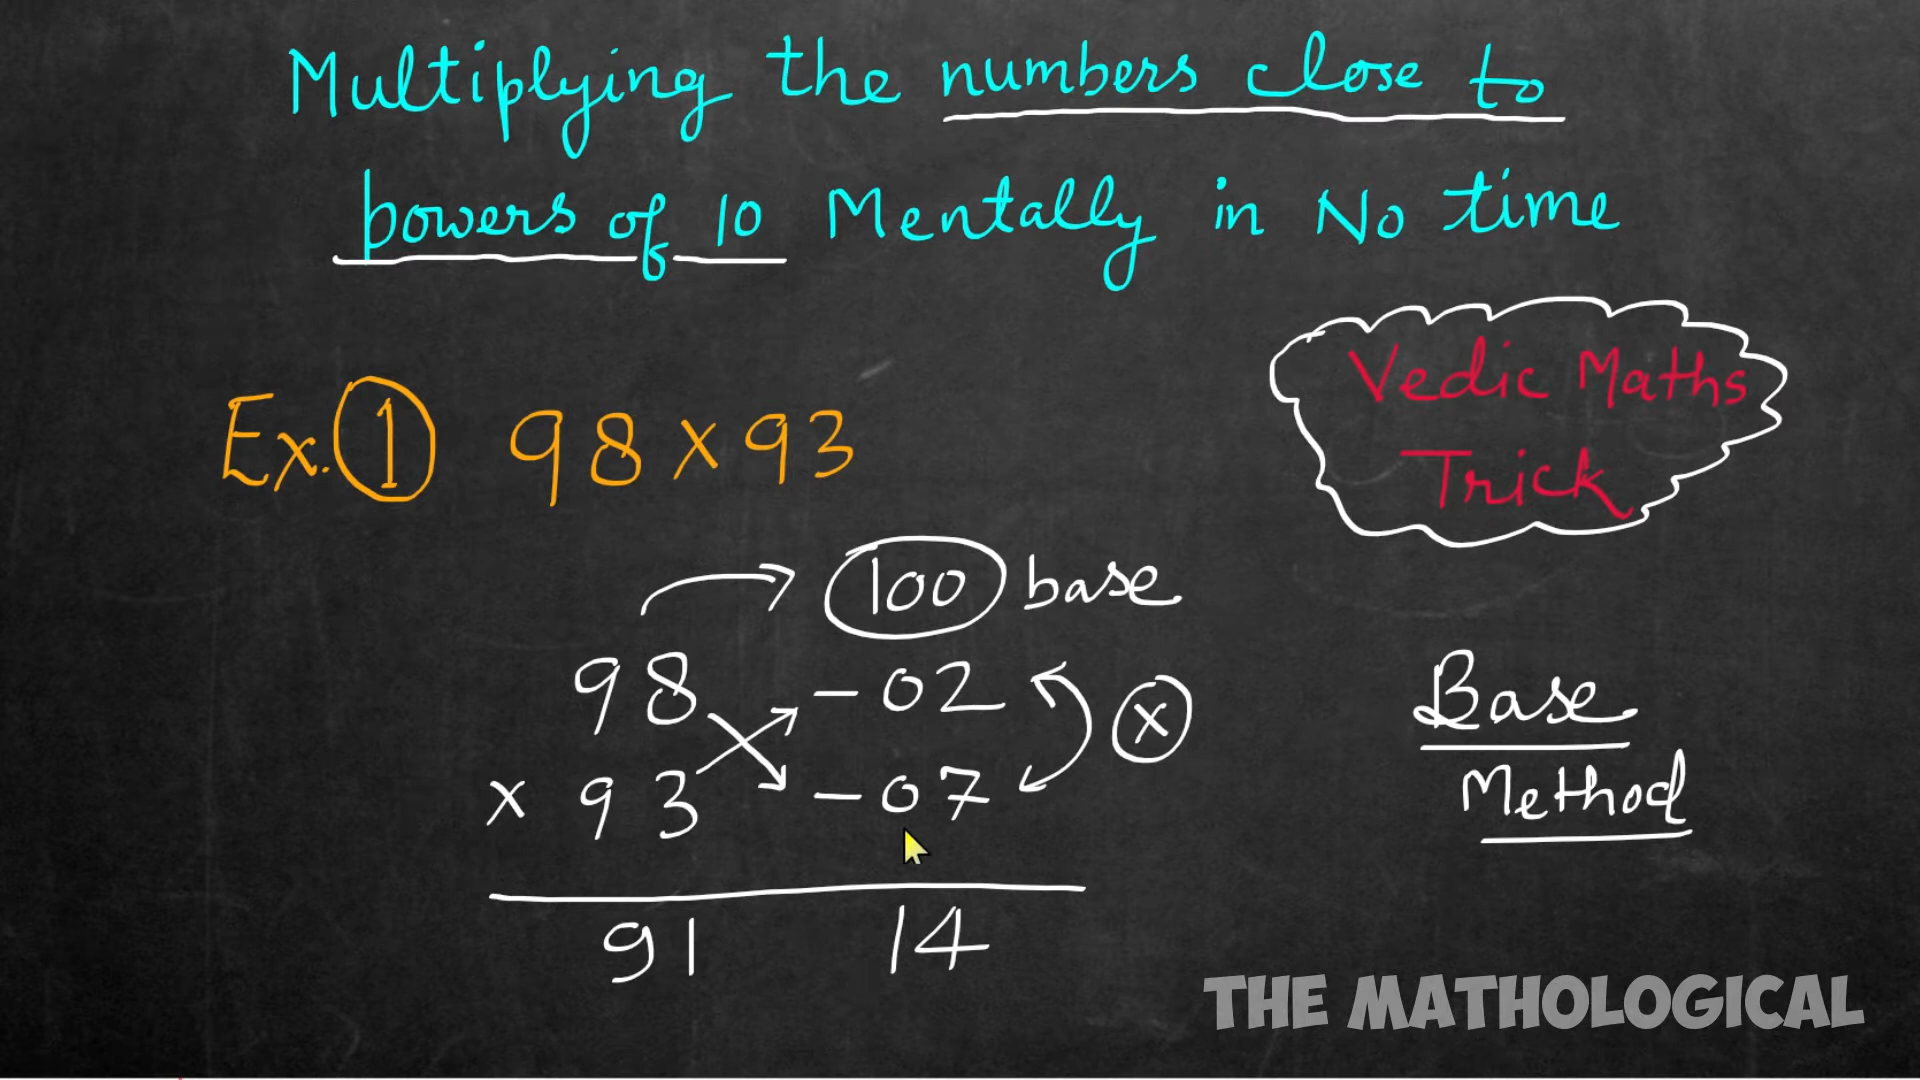 Multiplying the numbers close to
powers of 10 Mentally in No time
Vedic Maths
Trick
Ex. 1 98 x 93
100 base
98 - 02
x 93 - 07
x
91 14
Base
Method
THE MATHOLOGICAL